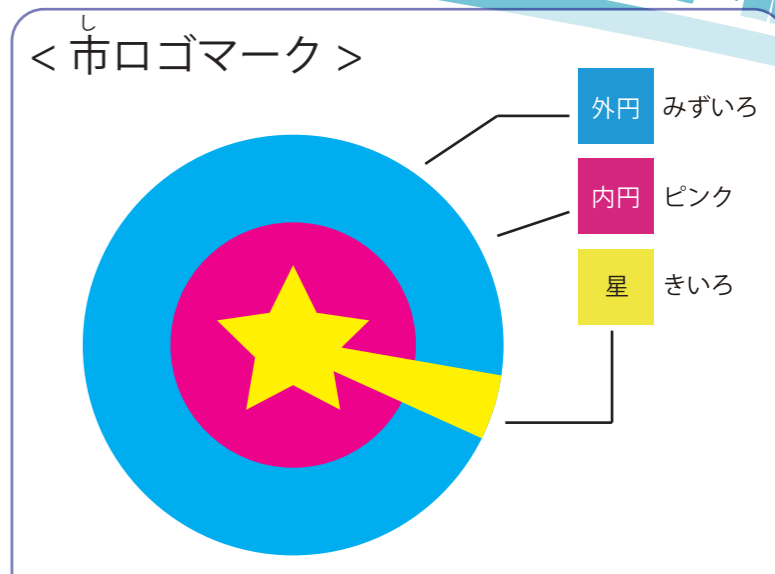 し
< 市ロゴマーク >
外円 みずいろ
内円 ピンク
星 きいろ